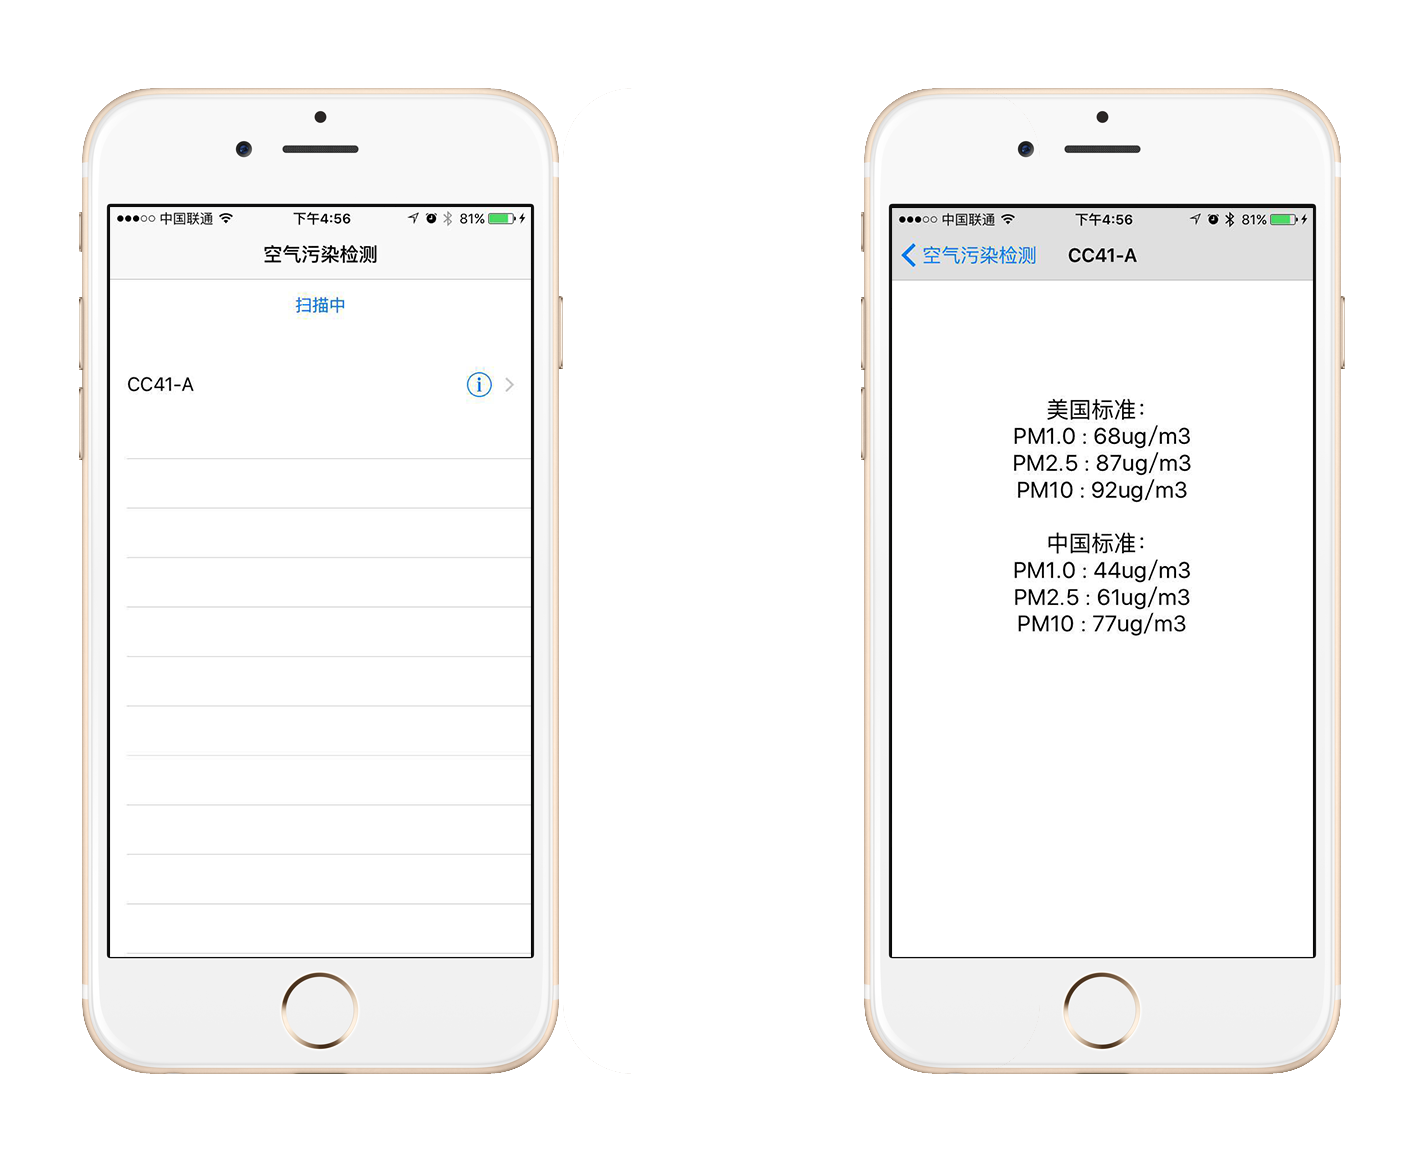 中国联通 下午4:56 81%
空气污染检测
扫描中
CC41-A
中国联通 下午4:56 81%
空气污染检测 CC41-A
美国标准：
PM1.0 : 68ug/m3
PM2.5 : 87ug/m3
PM10 : 92ug/m3
中国标准：
PM1.0 : 44ug/m3
PM2.5 : 61ug/m3
PM10 : 77ug/m3